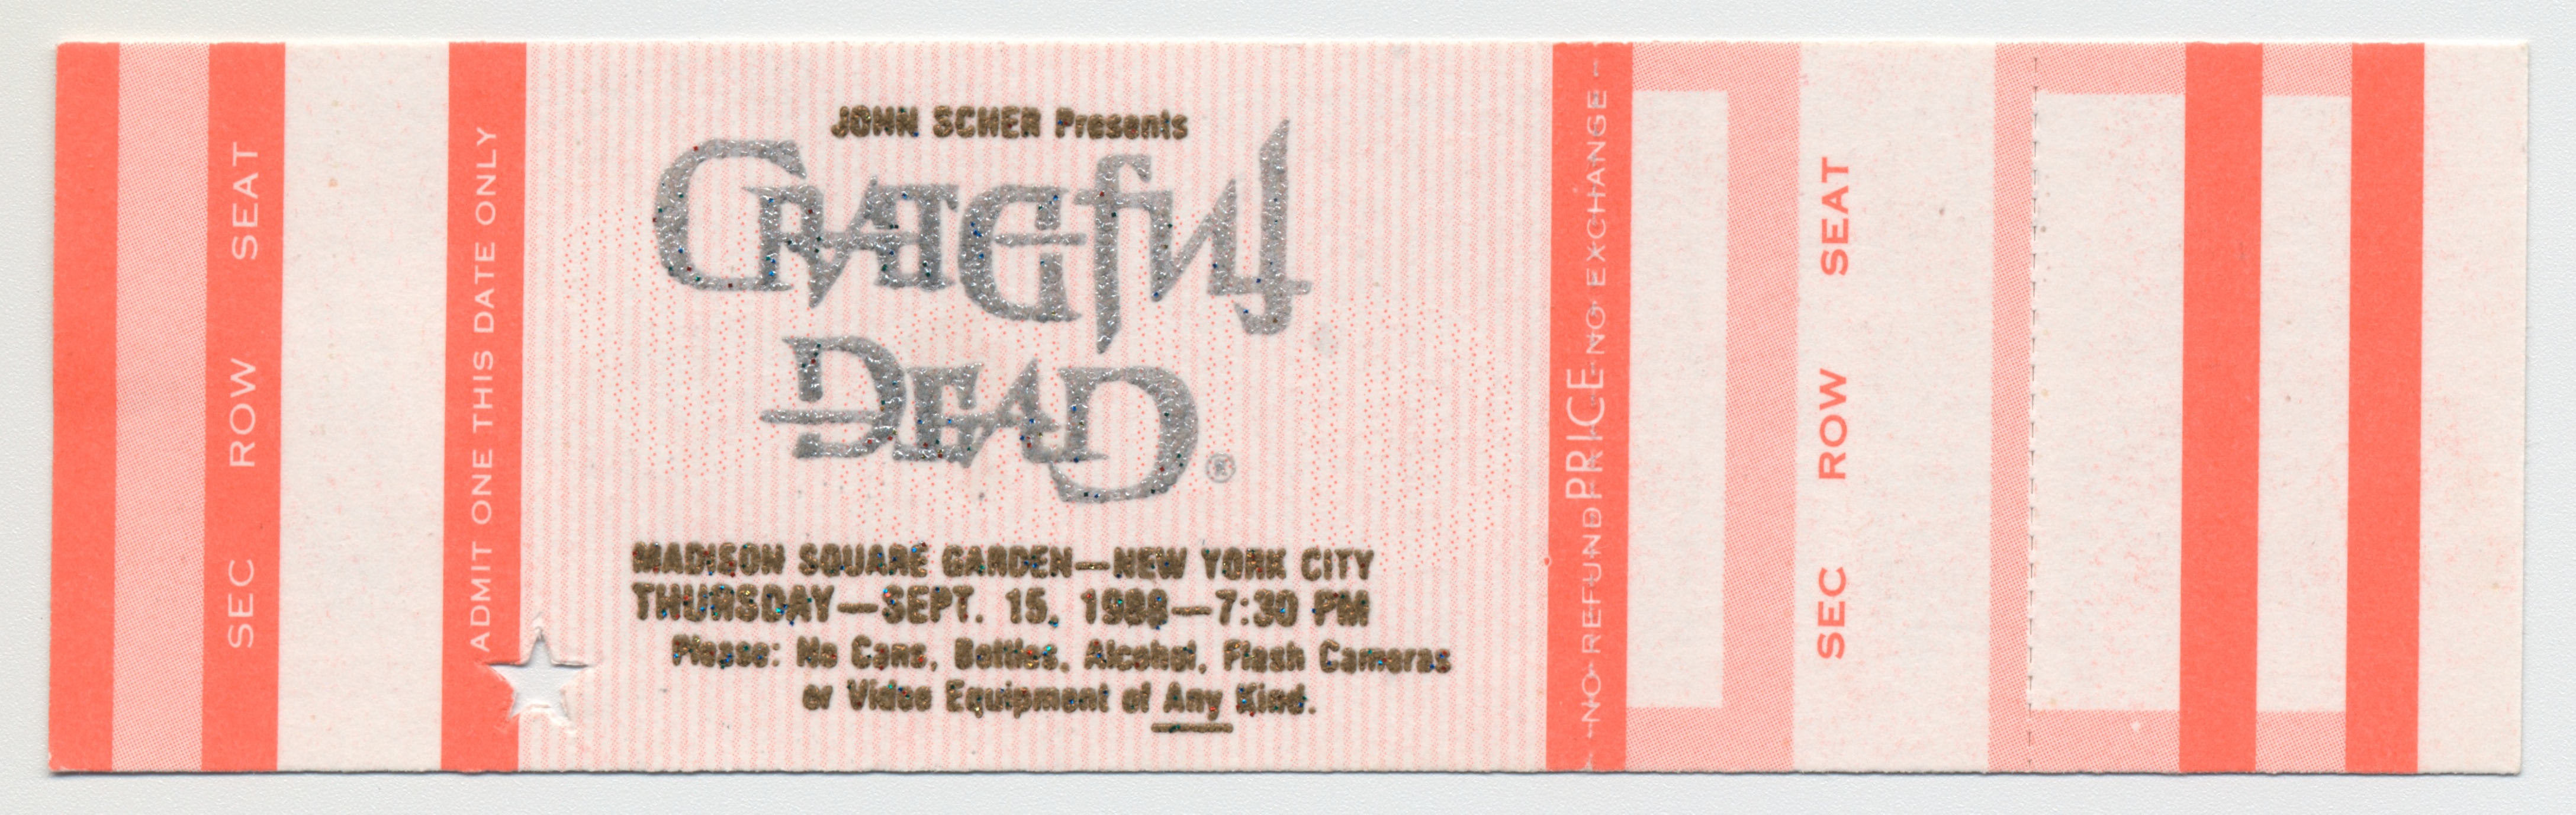 SEC ROW SEAT
ADMIT ONE THIS DATE ONLY
JOHN SCHER Presents
GRATEFUL
DEAD®
MADISON SQUARE GARDEN—NEW YORK CITY
THURSDAY—SEPT. 15, 1988—7:30 PM
Please: No Cans, Bottles, Alcohol, Flash Cameras
or Video Equipment of Any Kind.
PRICE
NO REFUND NO EXCHANGE
SEC ROW SEAT